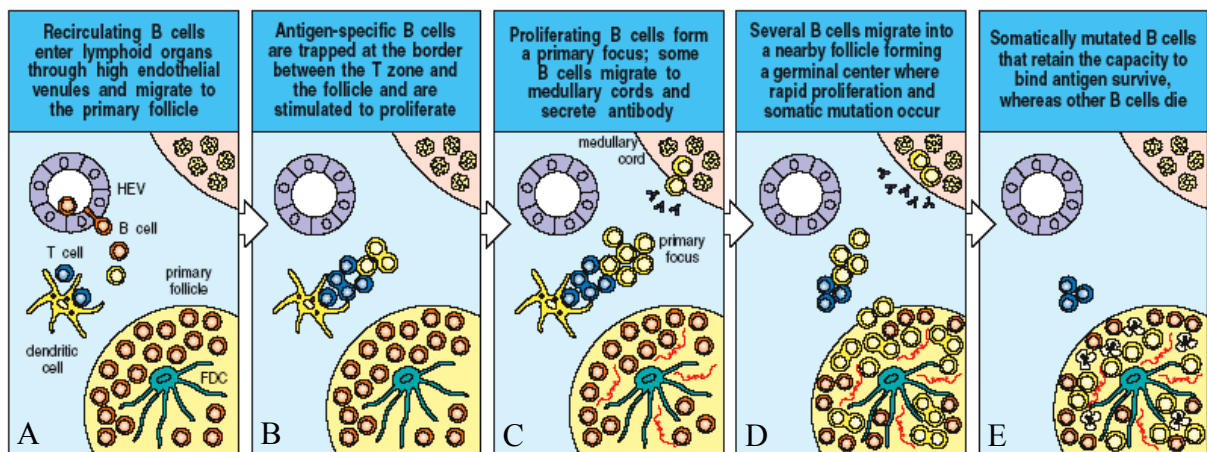 Recirculating B cells
enter lymphoid organs
through high endothelial
venules and migrate to
the primary follicle
HEV
B cell
T cell
primary
follicle
dendritic
cell
FDC
A
Antigen-specific B cells
are trapped at the border
between the T zone and
the follicle and are
stimulated to proliferate
B
Proliferating B cells form
a primary focus; some
B cells migrate to
medullary cords and
secrete antibody
medullary
cord
primary
focus
C
Several B cells migrate into
a nearby follicle forming
a germinal center where
rapid proliferation and
somatic mutation occur
D
Somatically mutated B cells
that retain the capacity to
bind antigen survive,
whereas other B cells die
E